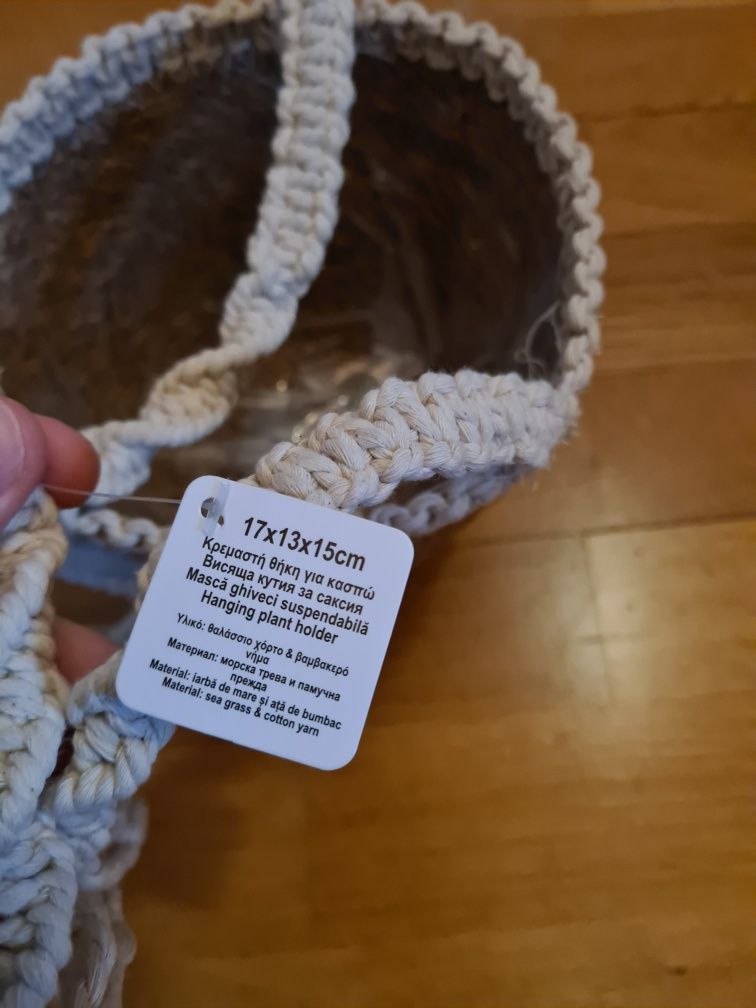 17x13x15cm
Κρεμαστή θήκη για κασπώ
Висяща кутия за саксия
Mască ghiveci suspendabilă
Hanging plant holder
Υλικό: θαλάσσιο χόρτο & βαμβακερό
νήμα
Материал: морска трева и памучна
прежда
Material: iarbă de mare și ață de bumbac
Material: sea grass & cotton yarn